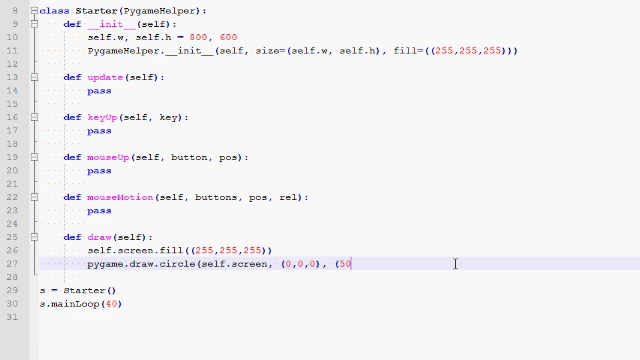 8 class Starter(PygameHelper):
9 def __init__(self):
10 self.w, self.h = 800, 600
11 PygameHelper.__init__(self, size=(self.w, self.h), fill=((255,255,255)))
12
13 def update(self):
14 pass
15
16 def keyUp(self, key):
17 pass
18
19 def mouseUp(self, button, pos):
20 pass
21
22 def mouseMotion(self, buttons, pos, rel):
23 pass
24
25 def draw(self):
26 self.screen.fill((255,255,255))
27 pygame.draw.circle(self.screen, (0,0,0), (50
28
29 s = Starter()
30 s.mainLoop(40)
31